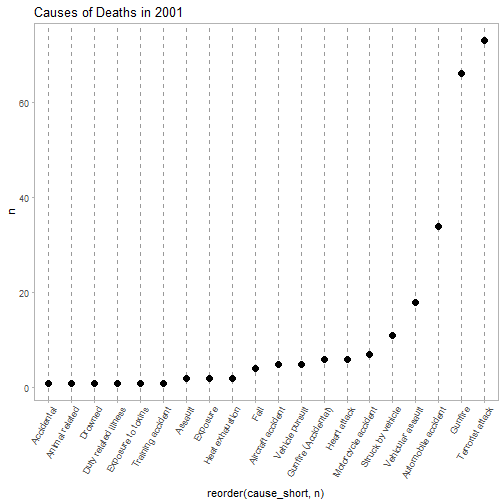 Causes of Deaths in 2001
n
60
40
20
0
Accidental
Animal related
Drowned
Duty related illness
Exposure to toxins
Training accident
Assault
Exposure
Heat exhaustion
Fall
Aircraft accident
Vehicle pursuit
Gunfire (Accidental)
Heart attack
Motorcycle accident
Struck by vehicle
Vehicular assault
Automobile accident
Gunfire
Terrorist attack
reorder(cause_short, n)